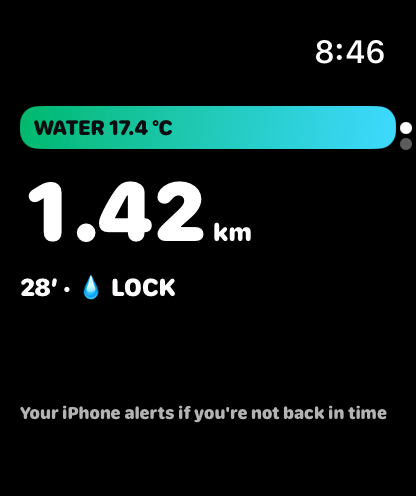 8:46
WATER 17.4 °C
1.42 km
28′ · 💧 LOCK
Your iPhone alerts if you're not back in time